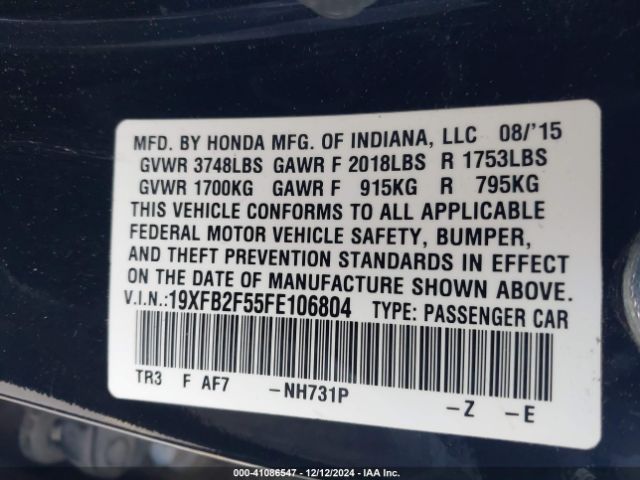 MFD. BY HONDA MFG. OF INDIANA, LLC 08/'15
GVWR 3748LBS GAWR F 2018LBS R 1753LBS
GVWR 1700KG GAWR F 915KG R 795KG
THIS VEHICLE CONFORMS TO ALL APPLICABLE
FEDERAL MOTOR VEHICLE SAFETY, BUMPER,
AND THEFT PREVENTION STANDARDS IN EFFECT
ON THE DATE OF MANUFACTURE SHOWN ABOVE.
V.I.N.:19XFB2F55FE106804 TYPE: PASSENGER CAR
TR3 F AF7 -NH731P -Z -E
000-41086547 - 12/12/2024 - IAA Inc.